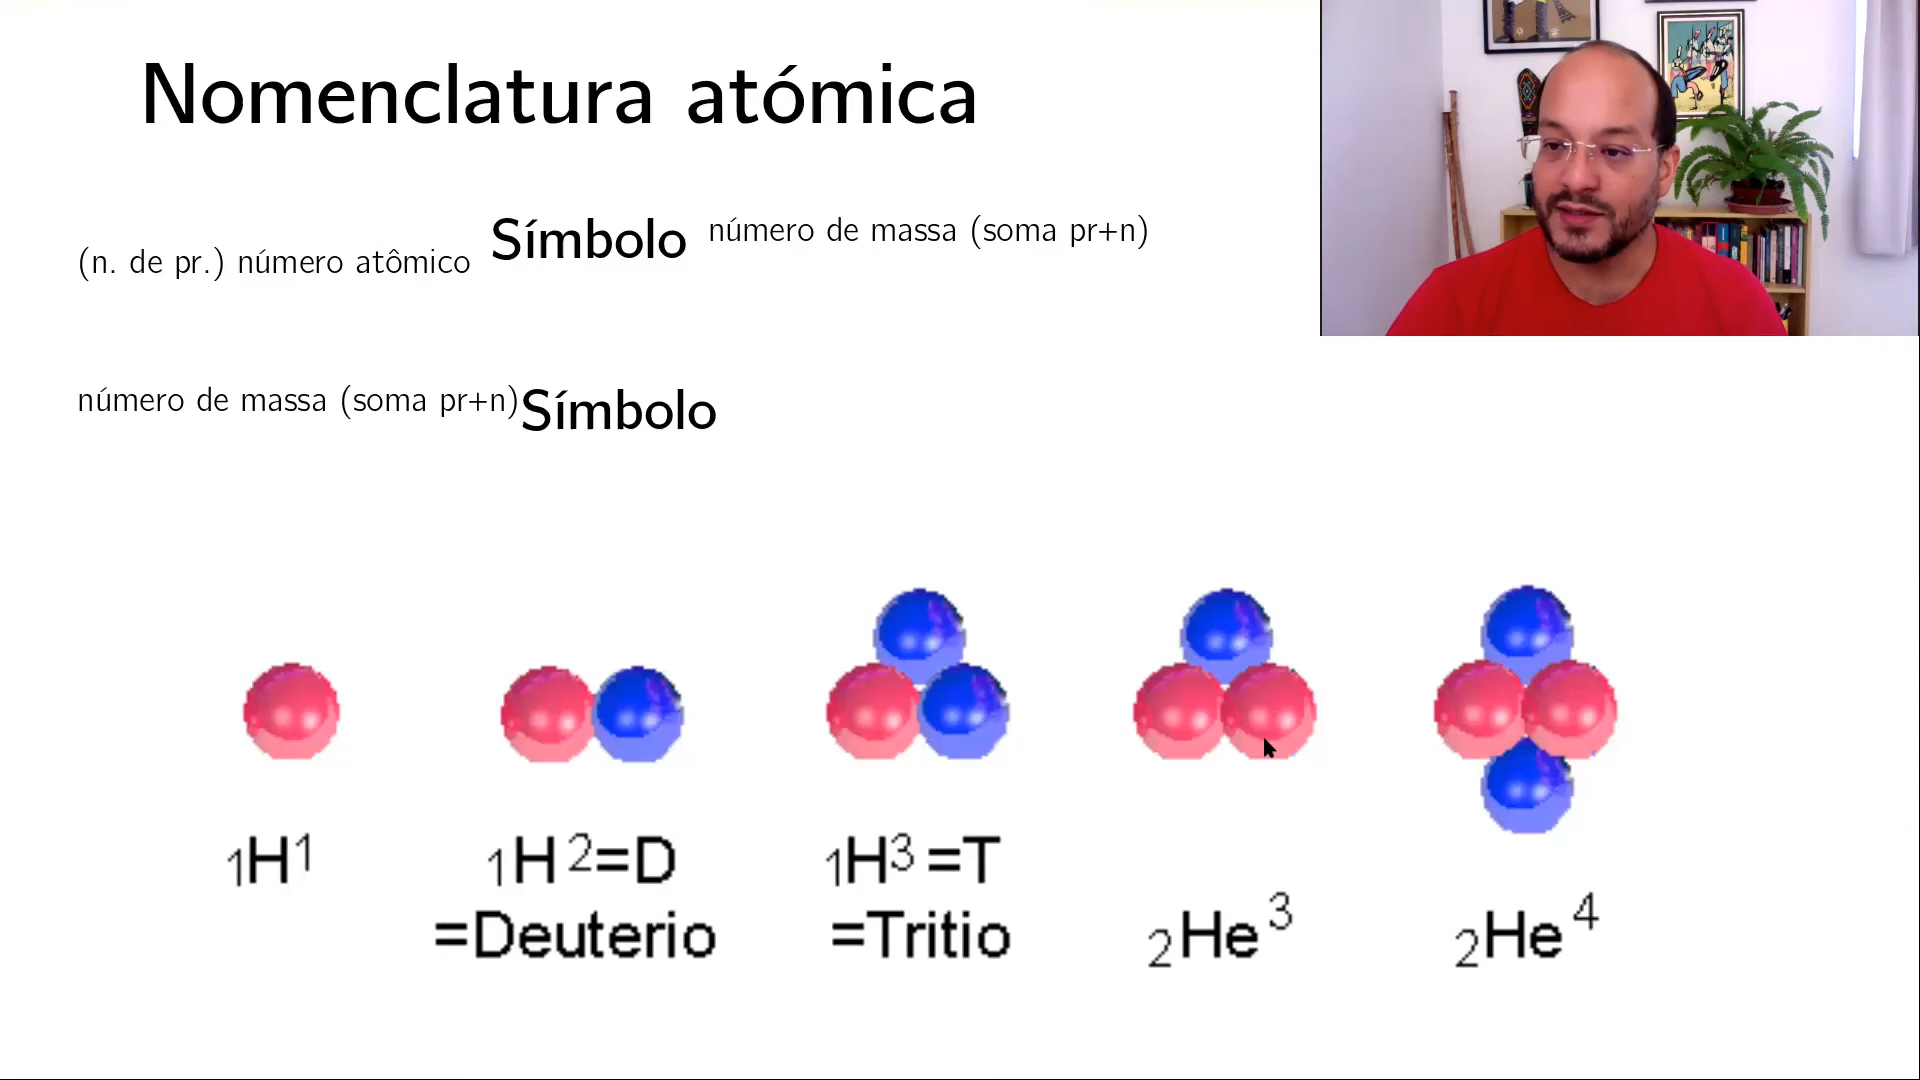 Nomenclatura atómica
(n. de pr.) número atômico Símbolo número de massa (soma pr+n)
número de massa (soma pr+n)Símbolo
₁H¹
₁H²=D
=Deuterio
₁H³=T
=Tritio
₂He³
₂He⁴